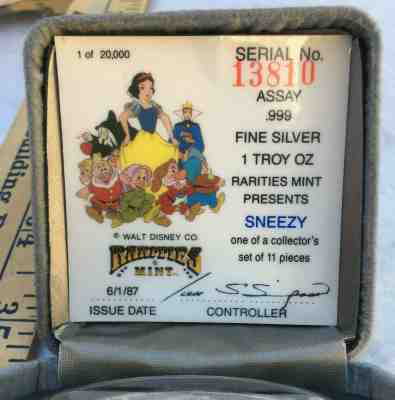 1 of 20,000
SERIAL No.
13810
ASSAY
.999
FINE SILVER
1 TROY OZ
RARITIES MINT
PRESENTS
SNEEZY
one of a collector's
set of 11 pieces
© WALT DISNEY CO
RARITIES
MINT
6/1/87
ISSUE DATE
CONTROLLER